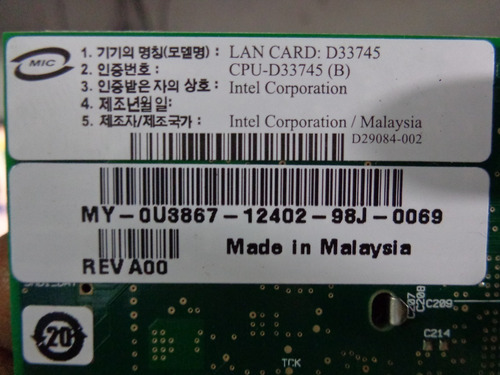 MIC
1. 기기의 명칭(모델명) : LAN CARD: D33745
2. 인증번호 : CPU-D33745 (B)
3. 인증받은 자의 상호 : Intel Corporation
4. 제조년월일:
5. 제조자/제조국가 : Intel Corporation / Malaysia
D29084-002
MY-0U3867-12402-98J-0069
Made in Malaysia
REV A00
20
C207
C208
C209
C214
TCK